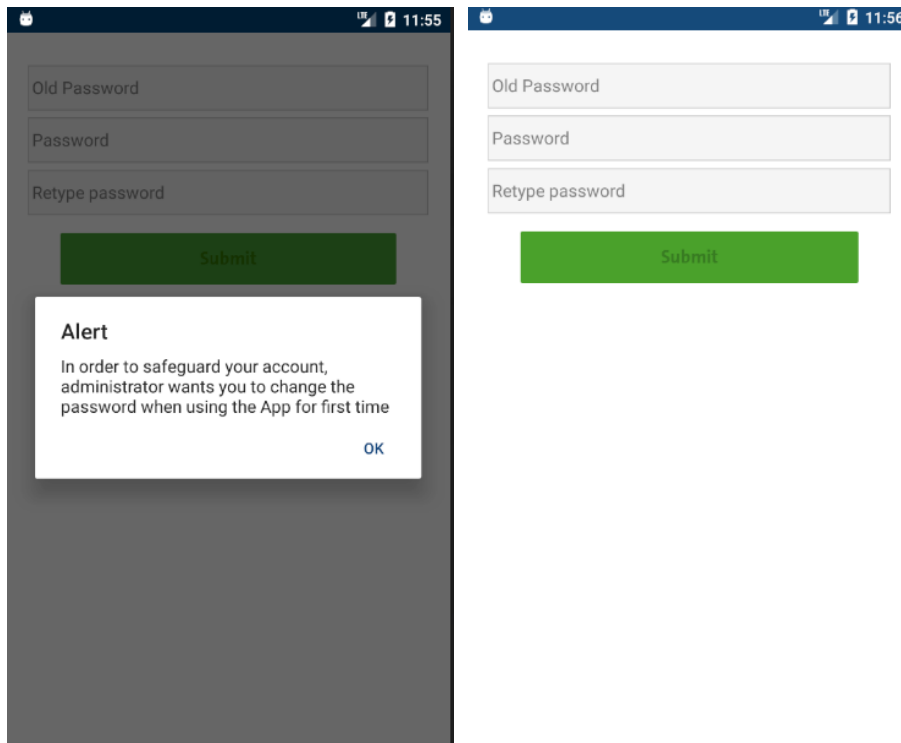 LTE 11:55
Old Password
Password
Retype password
Submit
Alert
In order to safeguard your account,
administrator wants you to change the
password when using the App for first time
OK
LTE 11:56
Old Password
Password
Retype password
Submit